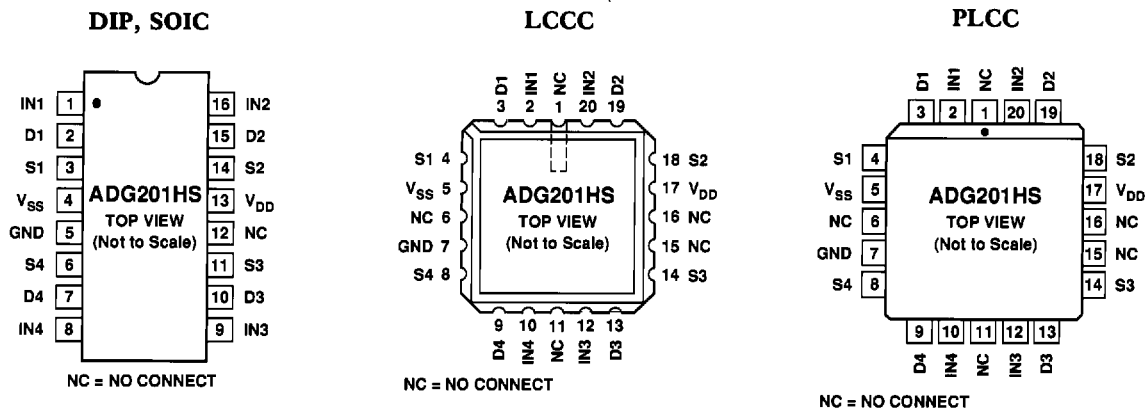 DIP, SOIC
IN1 1 16 IN2
D1 2 15 D2
S1 3 14 S2
VSS 4 13 VDD
GND 5 12 NC
S4 6 11 S3
D4 7 10 D3
IN4 8 9 IN3
ADG201HS
TOP VIEW
(Not to Scale)
NC = NO CONNECT
LCCC
D1 IN1 NC IN2 D2
3 2 1 20 19
S1 4 18 S2
VSS 5 17 VDD
NC 6 16 NC
GND 7 15 NC
S4 8 14 S3
ADG201HS
TOP VIEW
(Not to Scale)
9 10 11 12 13
D4 IN4 NC IN3 D3
NC = NO CONNECT
PLCC
D1 IN1 NC IN2 D2
3 2 1 20 19
S1 4 18 S2
VSS 5 17 VDD
NC 6 16 NC
GND 7 15 NC
S4 8 14 S3
ADG201HS
TOP VIEW
(Not to Scale)
9 10 11 12 13
D4 IN4 NC IN3 D3
NC = NO CONNECT